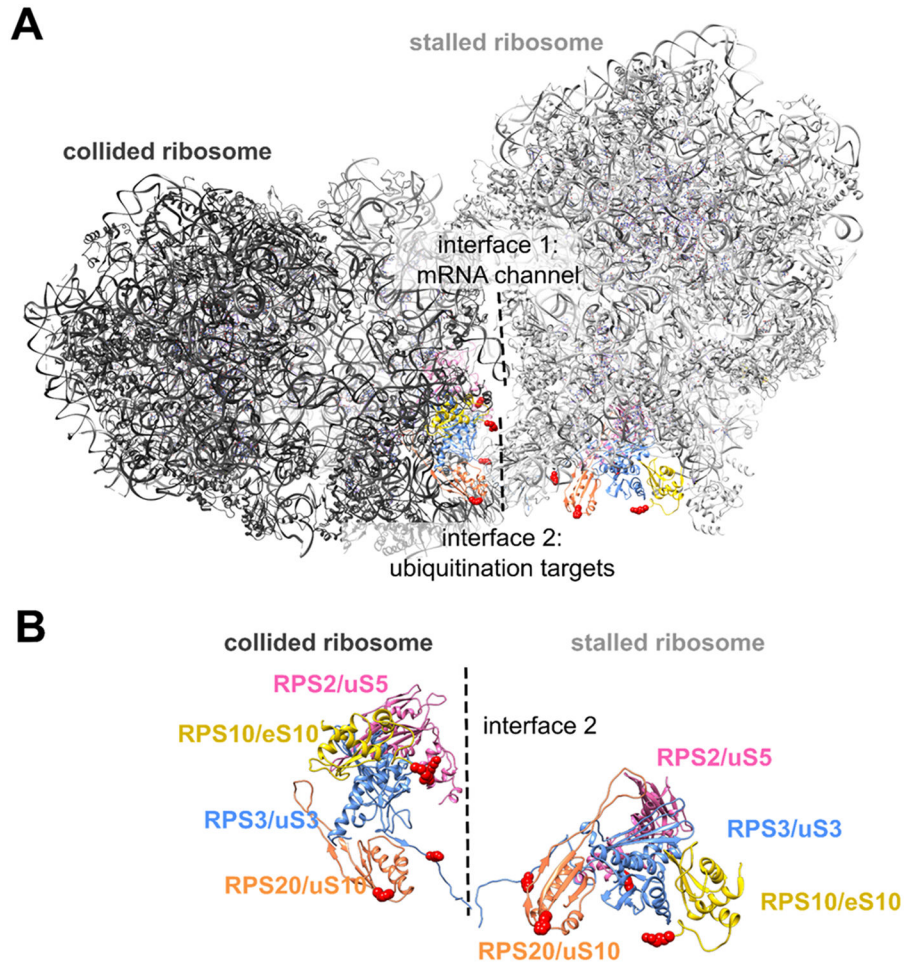 A
stalled ribosome
collided ribosome
interface 1:
mRNA channel
interface 2:
ubiquitination targets
B
collided ribosome
stalled ribosome
RPS2/uS5
RPS10/eS10
interface 2
RPS2/uS5
RPS3/uS3
RPS3/uS3
RPS20/uS10
RPS10/eS10
RPS20/uS10